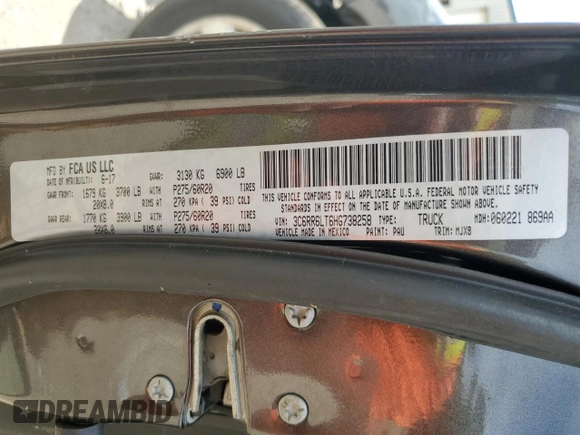 MFD BY FCA US LLC
DATE OF MFR(BUILT): 6-17 GVWR: 3130 KG 6900 LB
GAWR FRONT: 1679 KG 3700 LB WITH P275/60R20 TIRES
20X8.0 RIMS AT 270 KPA ( 39 PSI) COLD
GAWR REAR: 1770 KG 3900 LB WITH P275/60R20 TIRES
20X8.0 RIMS AT 270 KPA ( 39 PSI) COLD
THIS VEHICLE CONFORMS TO ALL APPLICABLE U.S.A. FEDERAL MOTOR VEHICLE SAFETY
STANDARDS IN EFFECT ON THE DATE OF MANUFACTURE SHOWN ABOVE.
VIN: 3C6RR6LT6HG738258 TYPE: TRUCK MDH: 060221 869AA
VEHICLE MADE IN MEXICO PAINT: PAU TRIM: MJX8
DREAMBID